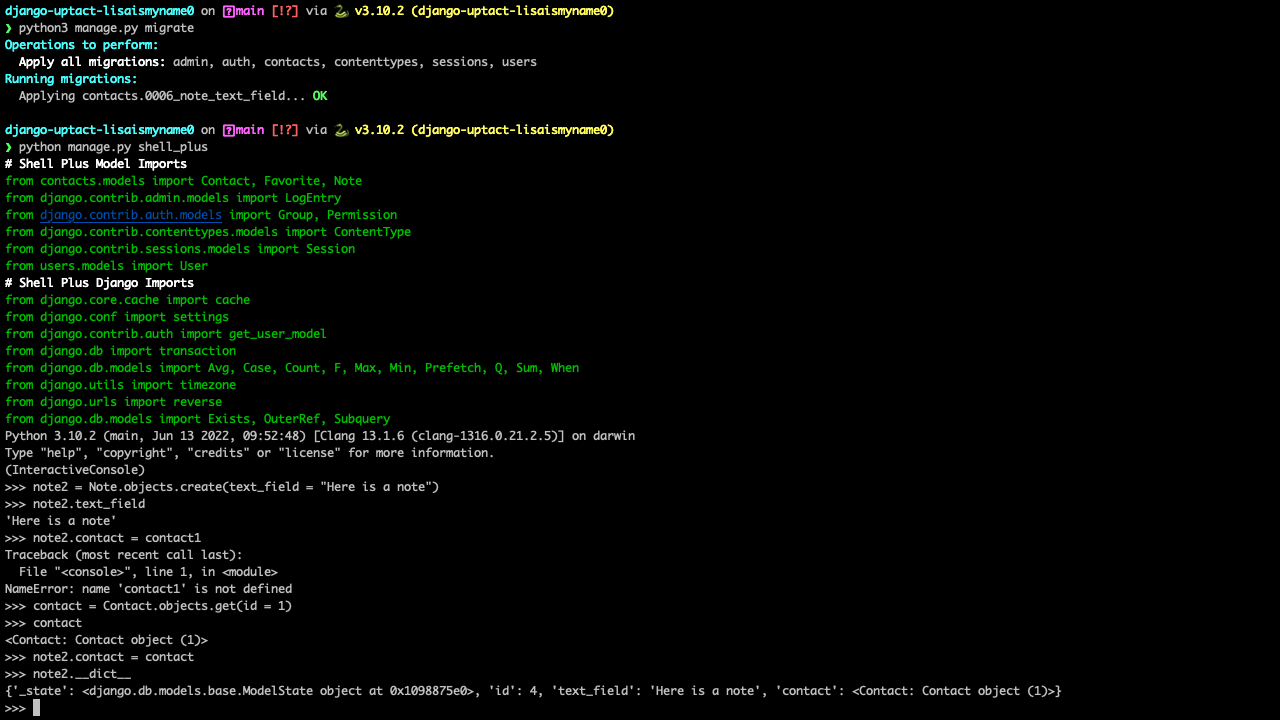 django-uptact-lisaismyname0 on main [!?] via 🐍 v3.10.2 (django-uptact-lisaismyname0)
❯ python3 manage.py migrate
Operations to perform:
  Apply all migrations: admin, auth, contacts, contenttypes, sessions, users
Running migrations:
  Applying contacts.0006_note_text_field... OK
django-uptact-lisaismyname0 on main [!?] via 🐍 v3.10.2 (django-uptact-lisaismyname0)
❯ python manage.py shell_plus
# Shell Plus Model Imports
from contacts.models import Contact, Favorite, Note
from django.contrib.admin.models import LogEntry
from django.contrib.auth.models import Group, Permission
from django.contrib.contenttypes.models import ContentType
from django.contrib.sessions.models import Session
from users.models import User
# Shell Plus Django Imports
from django.core.cache import cache
from django.conf import settings
from django.contrib.auth import get_user_model
from django.db import transaction
from django.db.models import Avg, Case, Count, F, Max, Min, Prefetch, Q, Sum, When
from django.utils import timezone
from django.urls import reverse
from django.db.models import Exists, OuterRef, Subquery
Python 3.10.2 (main, Jun 13 2022, 09:52:48) [Clang 13.1.6 (clang-1316.0.21.2.5)] on darwin
Type "help", "copyright", "credits" or "license" for more information.
(InteractiveConsole)
>>> note2 = Note.objects.create(text_field = "Here is a note")
>>> note2.text_field
'Here is a note'
>>> note2.contact = contact1
Traceback (most recent call last):
  File "<console>", line 1, in <module>
NameError: name 'contact1' is not defined
>>> contact = Contact.objects.get(id = 1)
>>> contact
<Contact: Contact object (1)>
>>> note2.contact = contact
>>> note2.__dict__
{'_state': <django.db.models.base.ModelState object at 0x1098875e0>, 'id': 4, 'text_field': 'Here is a note', 'contact': <Contact: Contact object (1)>}
>>>